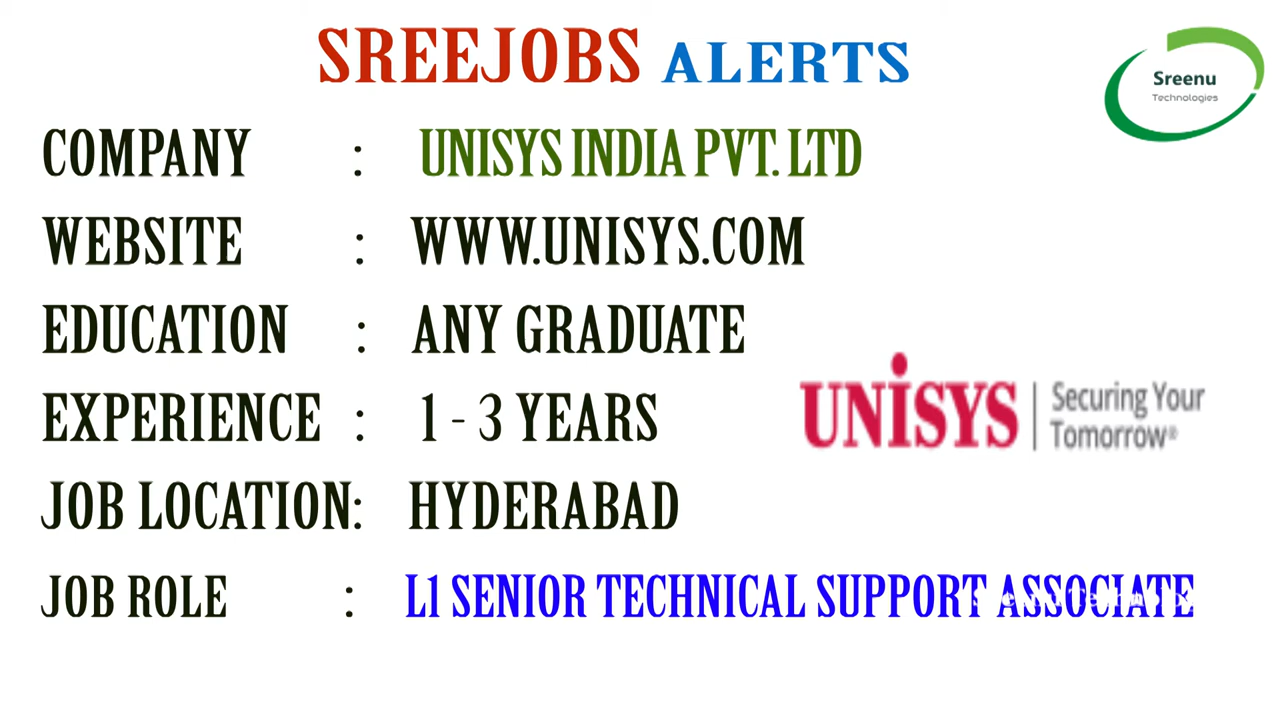 SREEJOBS ALERTS
Sreenu
Technologies
COMPANY : UNISYS INDIA PVT. LTD
WEBSITE : WWW.UNISYS.COM
EDUCATION : ANY GRADUATE
EXPERIENCE : 1 - 3 YEARS
UNISYS | Securing Your
Tomorrow®
JOB LOCATION: HYDERABAD
JOB ROLE : L1 SENIOR TECHNICAL SUPPORT ASSOCIATE